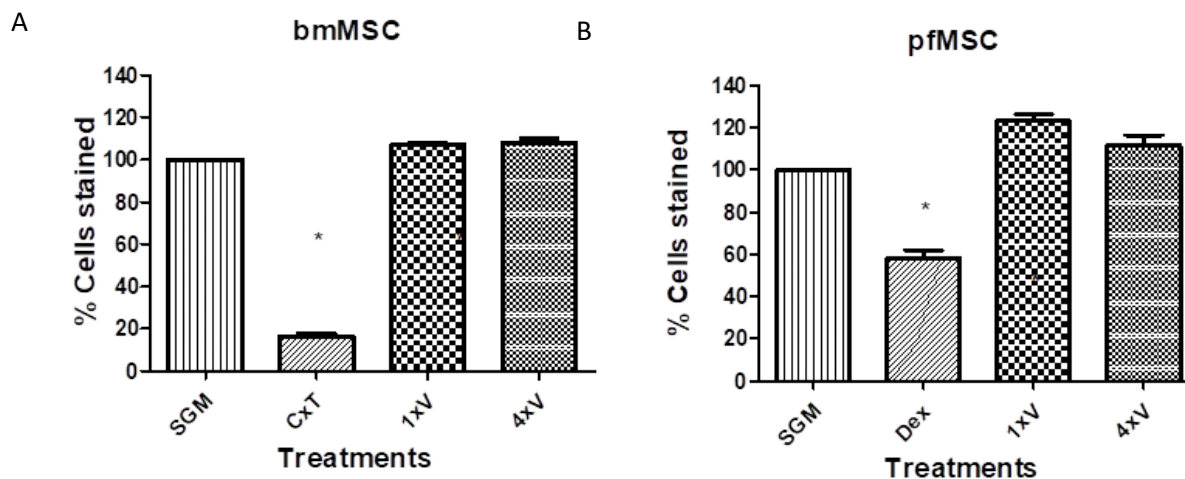 A
bmMSC
% Cells stained
140
120
100
80
60
40
20
0
*
SGM
CxT
1xV
4xV
Treatments
B
pfMSC
% Cells stained
140
120
100
80
60
40
20
0
*
SGM
Dex
1xV
4xV
Treatments